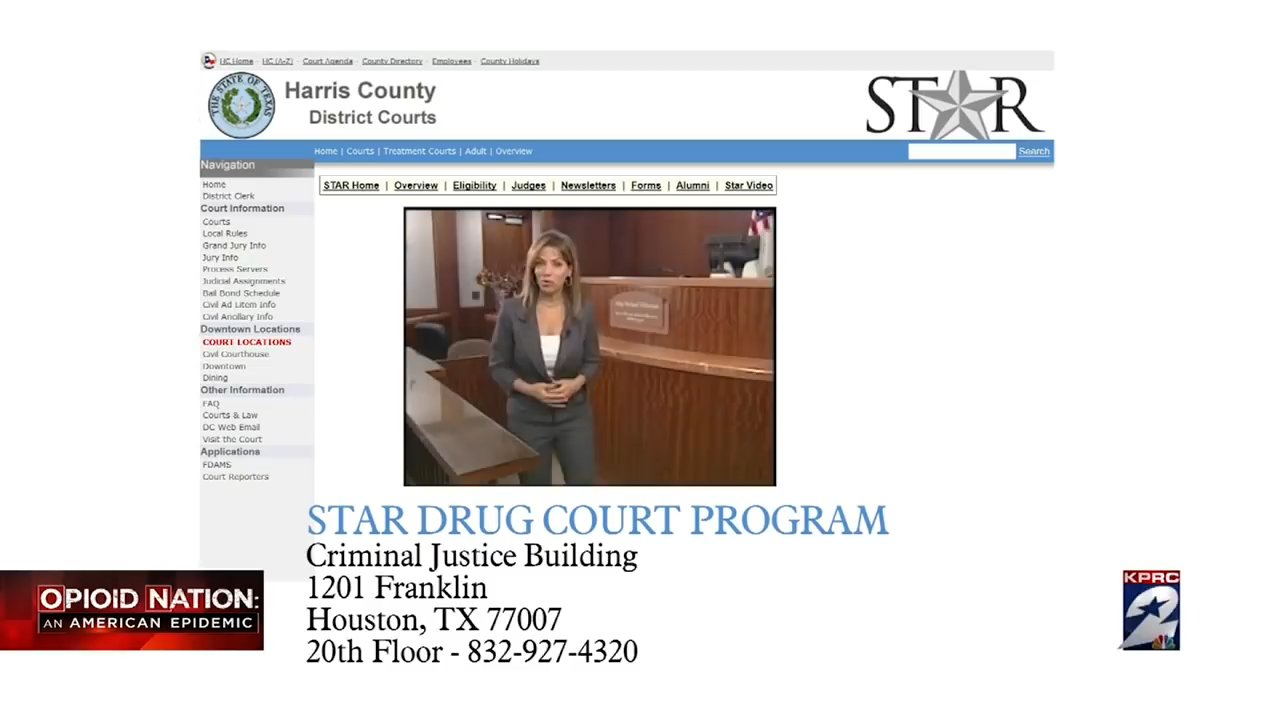 HC Home · HC (A-Z) · Court Agenda · County Directory · Employees · County Holidays
THE STATE OF TEXAS
Harris County
District Courts
STAR
Home | Courts | Treatment Courts | Adult | Overview
Search
Navigation
STAR Home | Overview | Eligibility | Judges | Newsletters | Forms | Alumni | Star Video
Home
District Clerk
Court Information
Courts
Local Rules
Grand Jury Info
Jury Info
Process Servers
Judicial Assignments
Bail Bond Schedule
Civil Ad Litem Info
Civil Ancillary Info
Downtown Locations
COURT LOCATIONS
Civil Courthouse
Downtown
Dining
Other Information
FAQ
Courts & Law
DC Web Email
Visit the Court
Applications
FDAMS
Court Reporters
STAR DRUG COURT PROGRAM
Criminal Justice Building
1201 Franklin
Houston, TX 77007
20th Floor - 832-927-4320
OPIOID NATION:
AN AMERICAN EPIDEMIC
KPRC
2